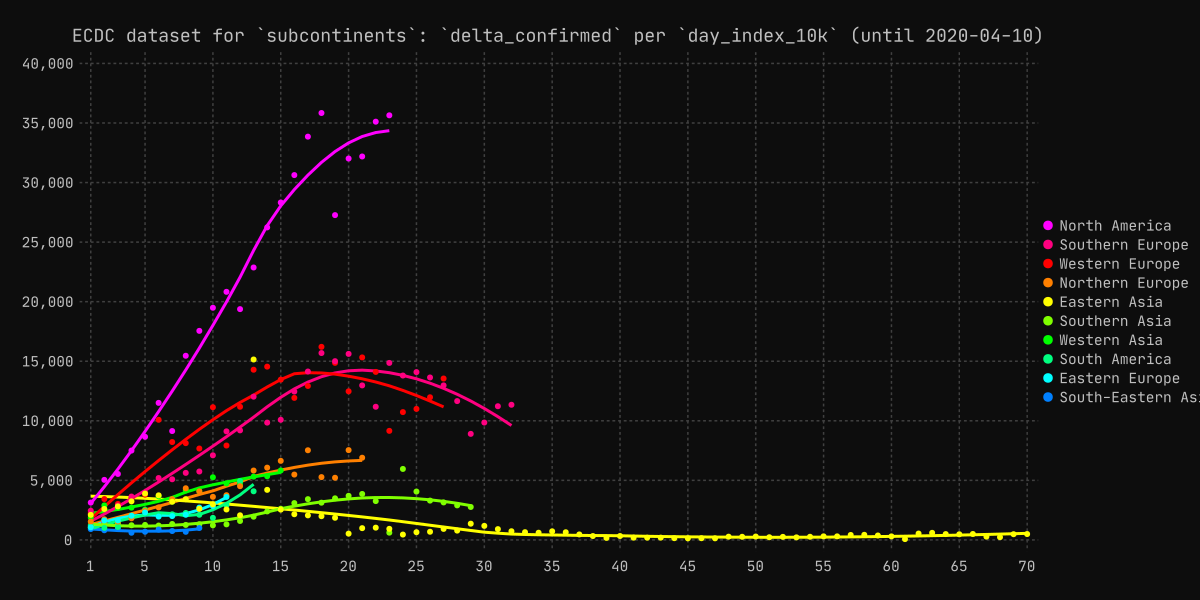 ECDC dataset for `subcontinents`: `delta_confirmed` per `day_index_10k` (until 2020-04-10)
40,000
35,000
30,000
25,000
20,000
15,000
10,000
5,000
0
1 5 10 15 20 25 30 35 40 45 50 55 60 65 70
North America
Southern Europe
Western Europe
Northern Europe
Eastern Asia
Southern Asia
Western Asia
South America
Eastern Europe
South-Eastern Asi